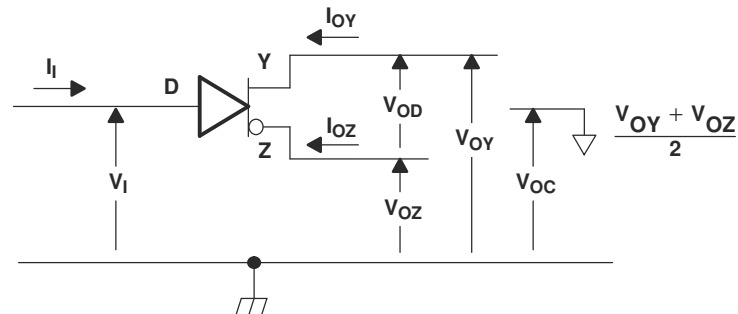 I_OY
I_I
D
Y
V_OD
I_OZ
Z
V_OY
V_OY + V_OZ
2
V_I
V_OZ
V_OC